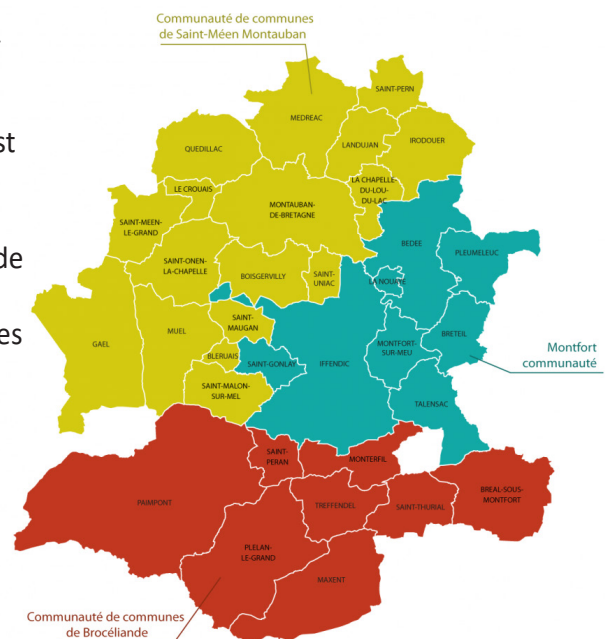 Communauté de communes
de Saint-Méen Montauban
st
de
es
SAINT-PERN
MEDREAC
QUEDILLAC
LANDUJAN
IRODOUER
LE CROUAIS
LA CHAPELLE-
DU-LOU-
DU-LAC
MONTAUBAN-
DE-BRETAGNE
SAINT-MEEN-
LE-GRAND
BEDEE
PLEUMELEUC
SAINT-ONEN-
LA-CHAPELLE
BOISGERVILLY
SAINT-
UNIAC
LA NOUAYE
GAEL
MUEL
SAINT-
MAUGAN
BRETEIL
MONTFORT-
SUR-MEU
BLERUAIS
SAINT-GONLAY
IFFENDIC
Montfort
communauté
SAINT-MALON-
SUR-MEL
TALENSAC
SAINT-
PERAN
MONTERFIL
PAIMPONT
TREFFENDEL
SAINT-THURIAL
BREAL-SOUS-
MONTFORT
PLELAN-
LE-GRAND
MAXENT
Communauté de communes
de Brocéliande